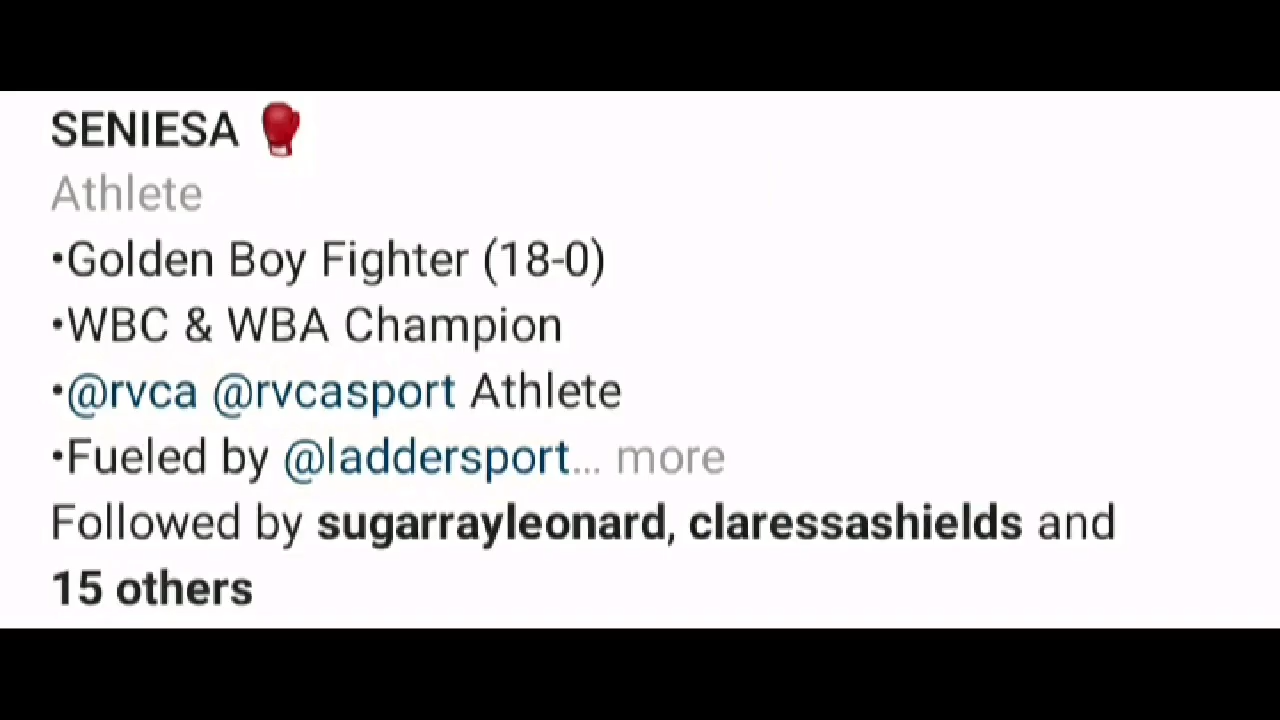 SENIESA 🥊
Athlete
•Golden Boy Fighter (18-0)
•WBC & WBA Champion
•@rvca @rvcasport Athlete
•Fueled by @laddersport... more
Followed by sugarrayleonard, claressashields and
15 others